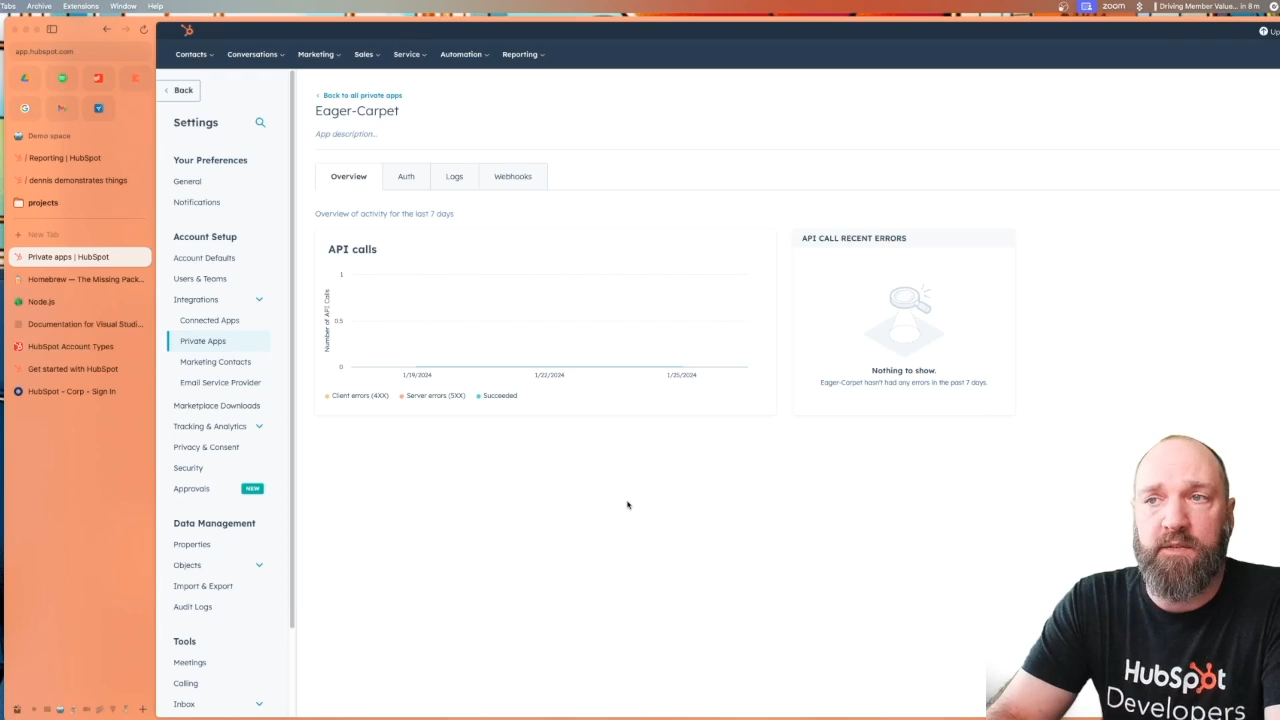 Tabs Archive Extensions Window Help
zoom
Driving Member Value... in 8 m
app.hubspot.com
Demo space
/ Reporting | HubSpot
/ dennis demonstrates things
projects
+ New Tab
Private apps | HubSpot
Homebrew — The Missing Pack...
Node.js
Documentation for Visual Studi...
HubSpot Account Types
Get started with HubSpot
HubSpot - Corp - Sign In
Up
Contacts Conversations Marketing Sales Service Automation Reporting
Back
Settings
Your Preferences
General
Notifications
Account Setup
Account Defaults
Users & Teams
Integrations
Connected Apps
Private Apps
Marketing Contacts
Email Service Provider
Marketplace Downloads
Tracking & Analytics
Privacy & Consent
Security
Approvals NEW
Data Management
Properties
Objects
Import & Export
Audit Logs
Tools
Meetings
Calling
Inbox
Back to all private apps
Eager-Carpet
App description...
Overview Auth Logs Webhooks
Overview of activity for the last 7 days
API calls
Number of API Calls
1
0.5
0
1/19/2024 1/22/2024 1/25/2024
Client errors (4XX) Server errors (5XX) Succeeded
API CALL RECENT ERRORS
Nothing to show.
Eager-Carpet hasn't had any errors in the past 7 days.
HubSpot
Developers